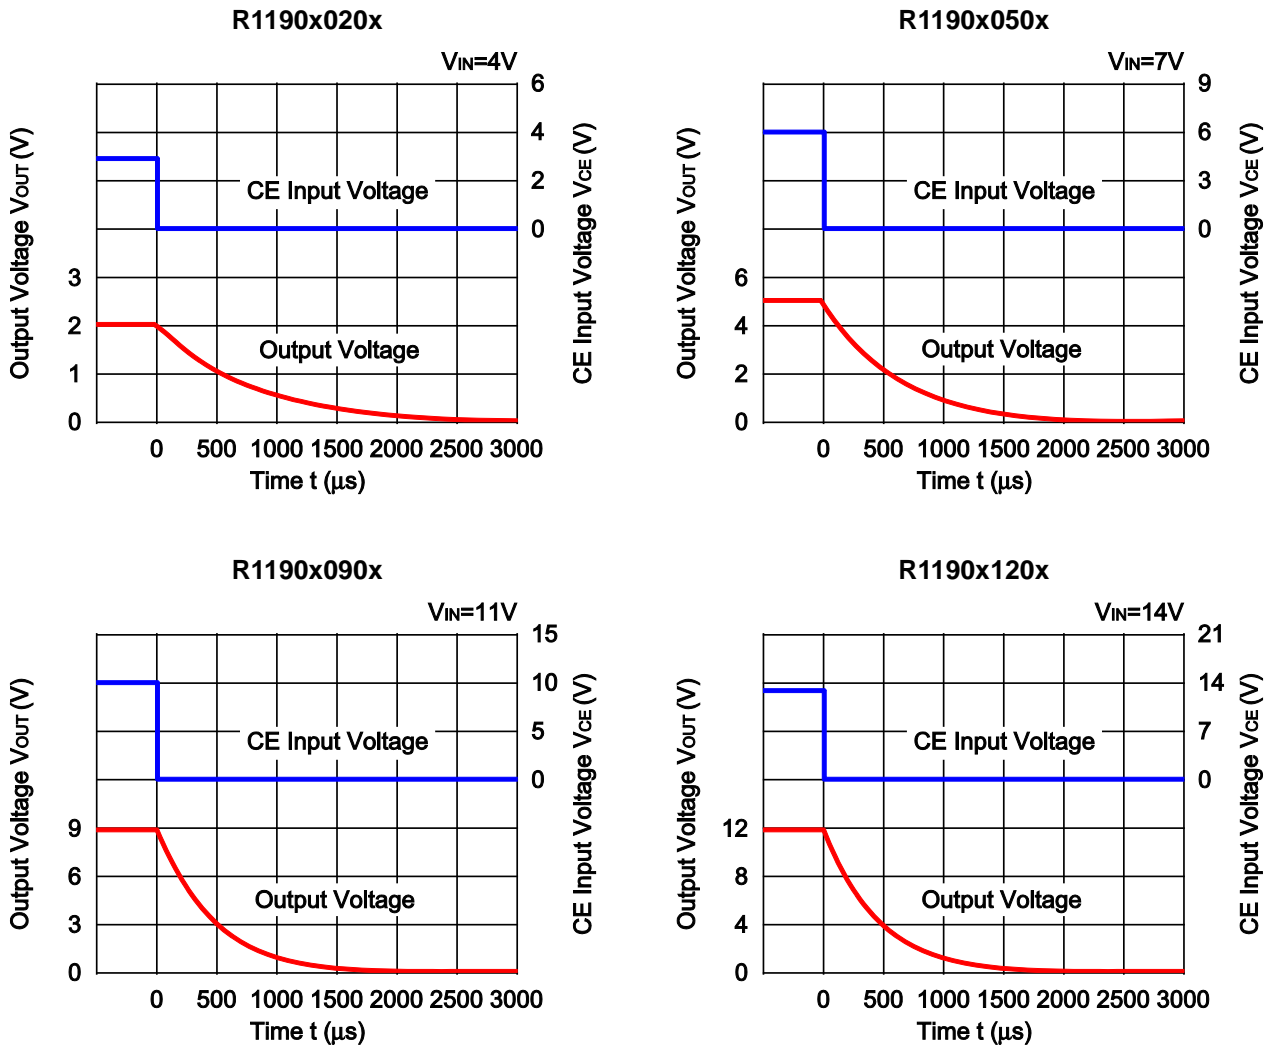 R1190x020x
VIN=4V
6
4
2
0
3
2
1
0
CE Input Voltage
Output Voltage
Output Voltage VOUT (V)
CE Input Voltage VCE (V)
0 500 1000 1500 2000 2500 3000
Time t (μs)
R1190x050x
VIN=7V
9
6
3
0
6
4
2
0
CE Input Voltage
Output Voltage
Output Voltage VOUT (V)
CE Input Voltage VCE (V)
0 500 1000 1500 2000 2500 3000
Time t (μs)
R1190x090x
VIN=11V
15
10
5
0
9
6
3
0
CE Input Voltage
Output Voltage
Output Voltage VOUT (V)
CE Input Voltage VCE (V)
0 500 1000 1500 2000 2500 3000
Time t (μs)
R1190x120x
VIN=14V
21
14
7
0
12
8
4
0
CE Input Voltage
Output Voltage
Output Voltage VOUT (V)
CE Input Voltage VCE (V)
0 500 1000 1500 2000 2500 3000
Time t (μs)